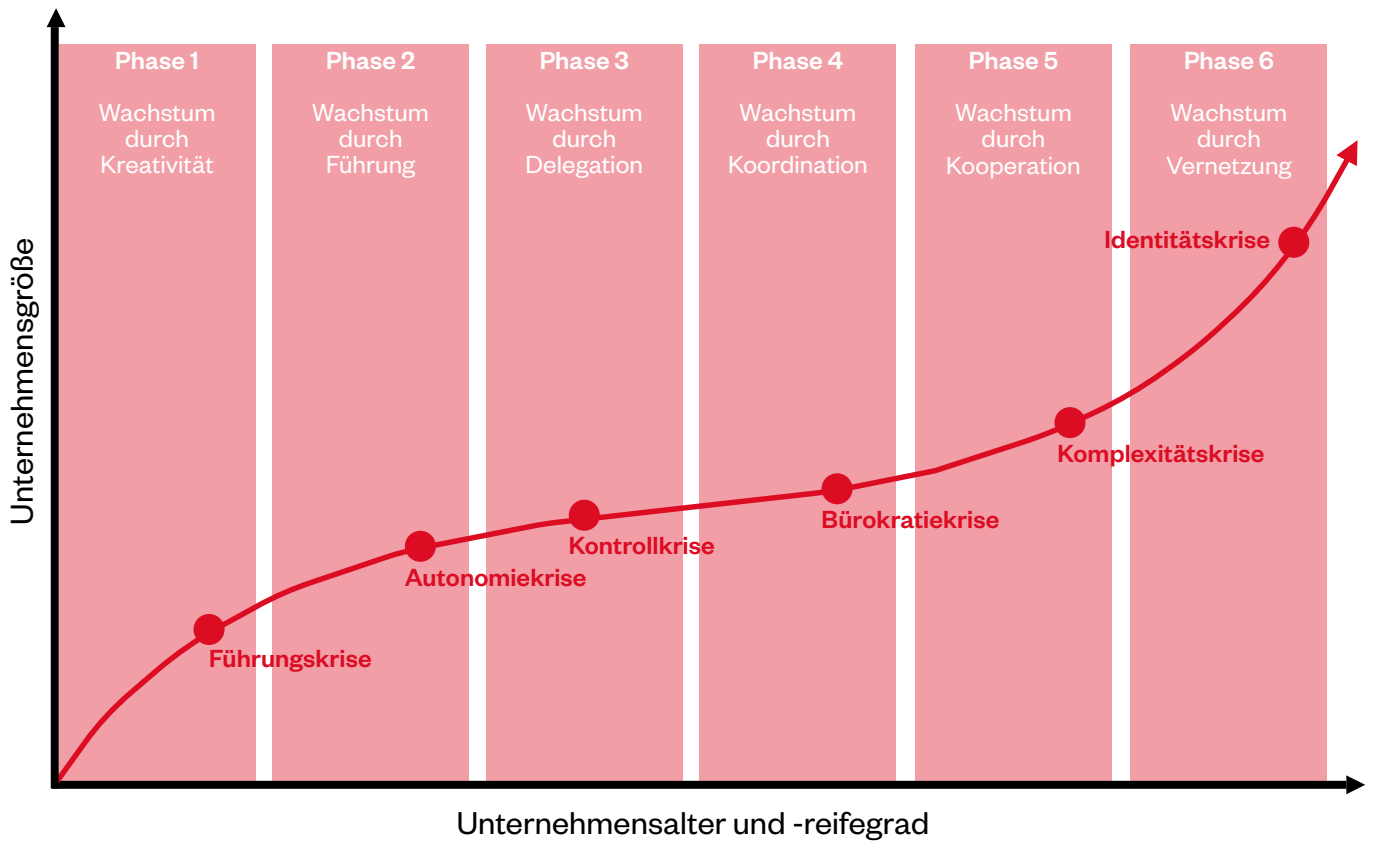 Phase 1
Wachstum
durch
Kreativität
Phase 2
Wachstum
durch
Führung
Phase 3
Wachstum
durch
Delegation
Phase 4
Wachstum
durch
Koordination
Phase 5
Wachstum
durch
Kooperation
Phase 6
Wachstum
durch
Vernetzung
Unternehmensgröße
Identitätskrise
Komplexitätskrise
Bürokratiekrise
Kontrollkrise
Autonomiekrise
Führungskrise
Unternehmensalter und -reifegrad